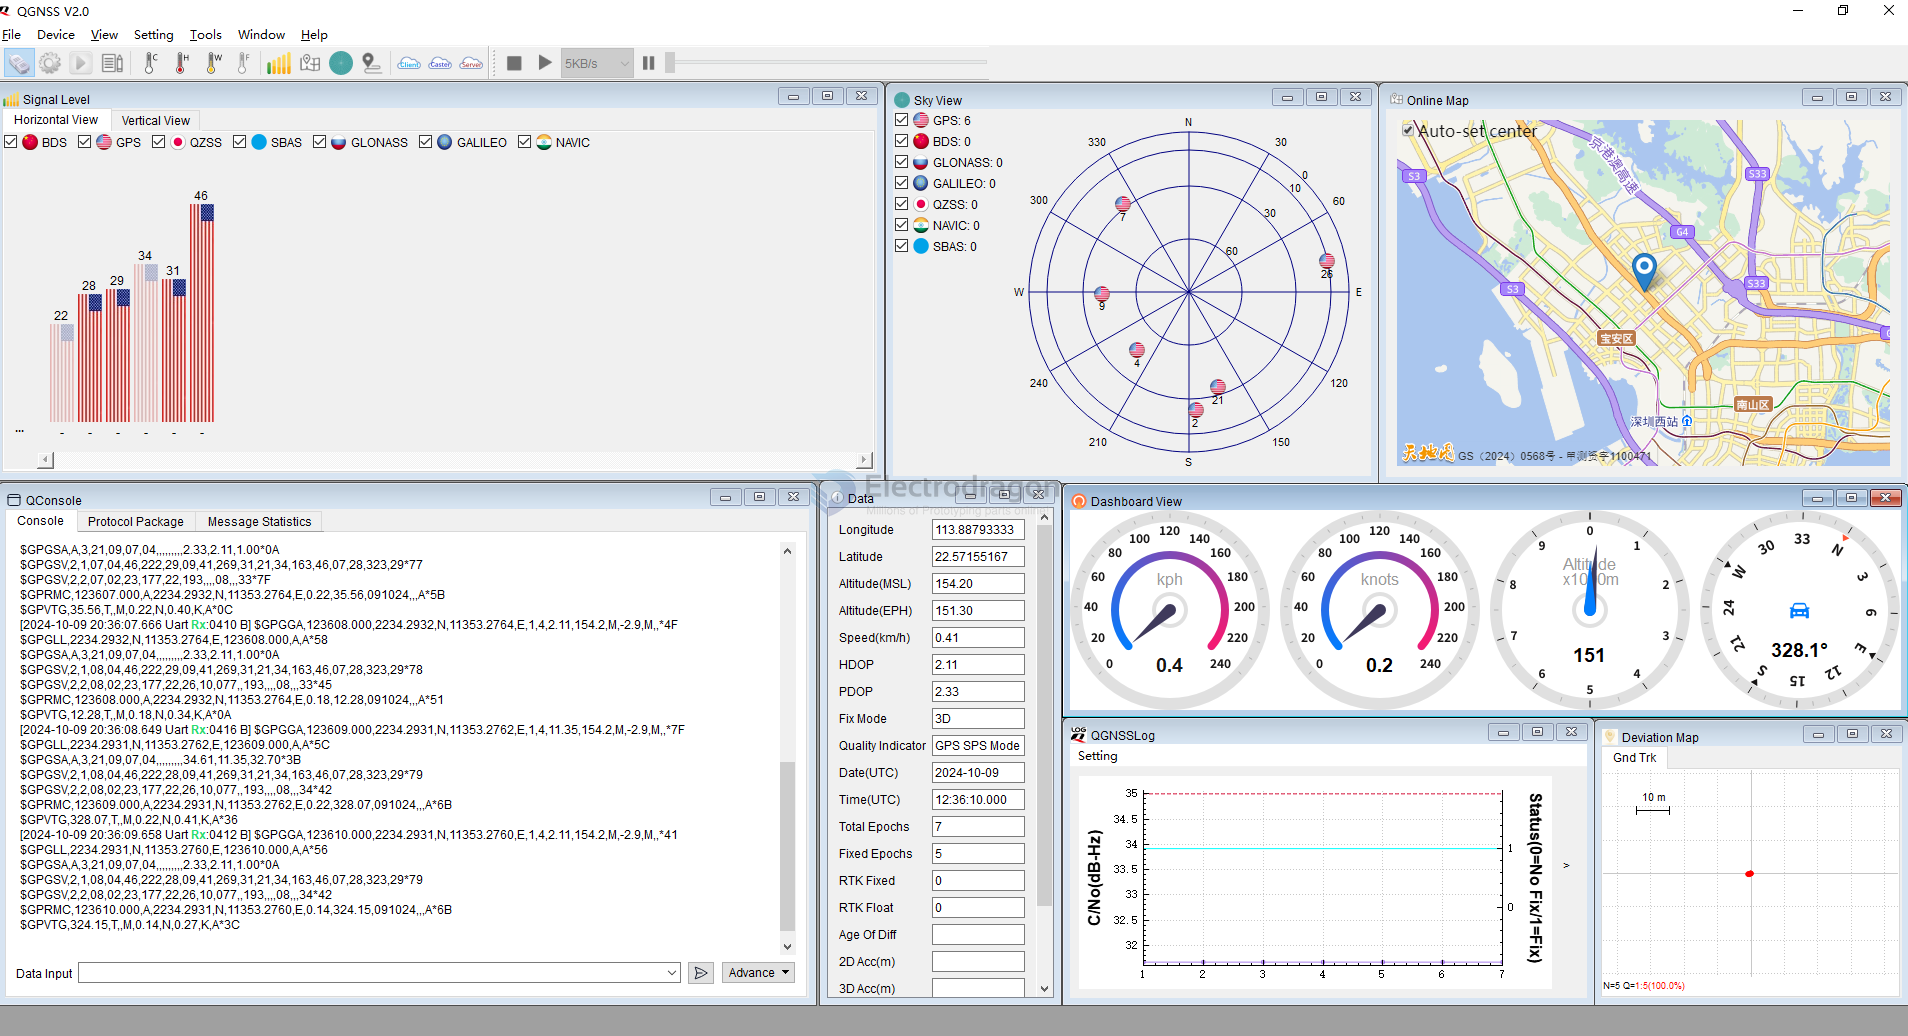 QGNSS V2.0
File Device View Setting Tools Window Help
5KB/s
Client Caster Server
Signal Level
Horizontal View Vertical View
BDS GPS QZSS SBAS GLONASS GALILEO NAVIC
46
34
31
29
28
22
... - - - - - -
Sky View
GPS: 6
BDS: 0
GLONASS: 0
GALILEO: 0
QZSS: 0
NAVIC: 0
SBAS: 0
N
330 30
0
10
300 60
30
7
60
26
W E
9
4
240 120
21
2
210 150
S
Online Map
Auto-set center
京港澳高速
S3 S33
G4
S3 S33
宝安区
南山区
深圳西站
天地图 GS（2024）0568号 - 甲测资字1100471
QConsole
Console Protocol Package Message Statistics
$GPGSA,A,3,21,09,07,04,,,,,,,,,2.33,2.11,1.00*0A
$GPGSV,2,1,07,04,46,222,29,09,41,269,31,21,34,163,46,07,28,323,29*77
$GPGSV,2,2,07,02,23,177,22,193,,,,08,,,33*7F
$GPRMC,123607.000,A,2234.2932,N,11353.2764,E,0.22,35.56,091024,,,A*5B
$GPVTG,35.56,T,,M,0.22,N,0.40,K,A*0C
[2024-10-09 20:36:07.666 Uart Rx:0410 B] $GPGGA,123608.000,2234.2932,N,11353.2764,E,1,4,2.11,154.2,M,-2.9,M,,*4F
$GPGLL,2234.2932,N,11353.2764,E,123608.000,A,A*58
$GPGSA,A,3,21,09,07,04,,,,,,,,,2.33,2.11,1.00*0A
$GPGSV,2,1,08,04,46,222,29,09,41,269,31,21,34,163,46,07,28,323,29*78
$GPGSV,2,2,08,02,23,177,22,26,10,077,,193,,,,08,,,33*45
$GPRMC,123608.000,A,2234.2932,N,11353.2764,E,0.18,12.28,091024,,,A*51
$GPVTG,12.28,T,,M,0.18,N,0.34,K,A*0A
[2024-10-09 20:36:08.649 Uart Rx:0416 B] $GPGGA,123609.000,2234.2931,N,11353.2762,E,1,4,11.35,154.2,M,-2.9,M,,*7F
$GPGLL,2234.2931,N,11353.2762,E,123609.000,A,A*5C
$GPGSA,A,3,21,09,07,04,,,,,,,,,34.61,11.35,32.70*3B
$GPGSV,2,1,08,04,46,222,28,09,41,269,31,21,34,163,46,07,28,323,29*79
$GPGSV,2,2,08,02,23,177,22,26,10,077,,193,,,,08,,,34*42
$GPRMC,123609.000,A,2234.2931,N,11353.2762,E,0.22,328.07,091024,,,A*6B
$GPVTG,328.07,T,,M,0.22,N,0.41,K,A*36
[2024-10-09 20:36:09.658 Uart Rx:0412 B] $GPGGA,123610.000,2234.2931,N,11353.2760,E,1,4,2.11,154.2,M,-2.9,M,,*41
$GPGLL,2234.2931,N,11353.2760,E,123610.000,A,A*56
$GPGSA,A,3,21,09,07,04,,,,,,,,,2.33,2.11,1.00*0A
$GPGSV,2,1,08,04,46,222,28,09,41,269,31,21,34,163,46,07,28,323,29*79
$GPGSV,2,2,08,02,23,177,22,26,10,077,,193,,,,08,,,34*42
$GPRMC,123610.000,A,2234.2931,N,11353.2760,E,0.14,324.15,091024,,,A*6B
$GPVTG,324.15,T,,M,0.14,N,0.27,K,A*3C
Data Input Advance
Electrodragon
Millions of Prototyping parts online!
Data
Longitude 113.88793333
Latitude 22.57155167
Altitude(MSL) 154.20
Altitude(EPH) 151.30
Speed(km/h) 0.41
HDOP 2.11
PDOP 2.33
Fix Mode 3D
Quality Indicator GPS SPS Mode
Date(UTC) 2024-10-09
Time(UTC) 12:36:10.000
Total Epochs 7
Fixed Epochs 5
RTK Fixed 0
RTK Float 0
Age Of Diff
2D Acc(m)
3D Acc(m)
Dashboard View
0 20 40 60 80 100 120 140 160 180 200 220 240
kph
0.4
0 20 40 60 80 100 120 140 160 180 200 220 240
knots
0.2
0 1 2 3 4 5 6 7 8 9
Altitude
x1000m
151
N 3 6 E 12 15 S 21 24 W 30 33
328.1°
QGNSSLog
Setting
C/No(dB-Hz)
35
34.5
34
33.5
33
32.5
32
1 2 3 4 5 6 7
1
0
Status(0=No Fix/1=Fix)
>
Deviation Map
Gnd Trk
10 m
N=5 Q=1:5(100.0%)